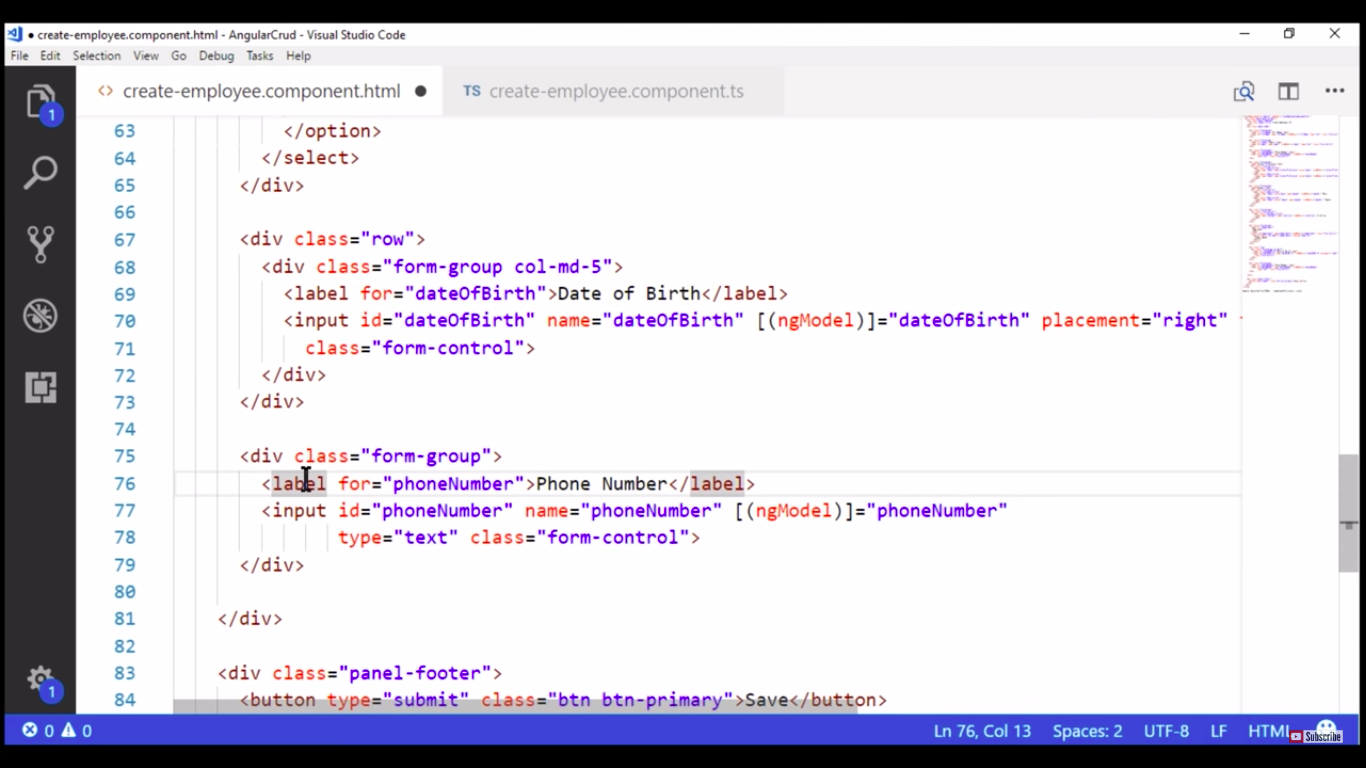 ● create-employee.component.html - AngularCrud - Visual Studio Code
File Edit Selection View Go Debug Tasks Help
<> create-employee.component.html ● TS create-employee.component.ts
1
63 </option>
64 </select>
65 </div>
66
67 <div class="row">
68 <div class="form-group col-md-5">
69 <label for="dateOfBirth">Date of Birth</label>
70 <input id="dateOfBirth" name="dateOfBirth" [(ngModel)]="dateOfBirth" placement="right"
71 class="form-control">
72 </div>
73 </div>
74
75 <div class="form-group">
76 <label for="phoneNumber">Phone Number</label>
77 <input id="phoneNumber" name="phoneNumber" [(ngModel)]="phoneNumber"
78 type="text" class="form-control">
79 </div>
80
81 </div>
82
83 <div class="panel-footer">
84 <button type="submit" class="btn btn-primary">Save</button>
1
0 0 Ln 76, Col 13 Spaces: 2 UTF-8 LF HTML Subscribe